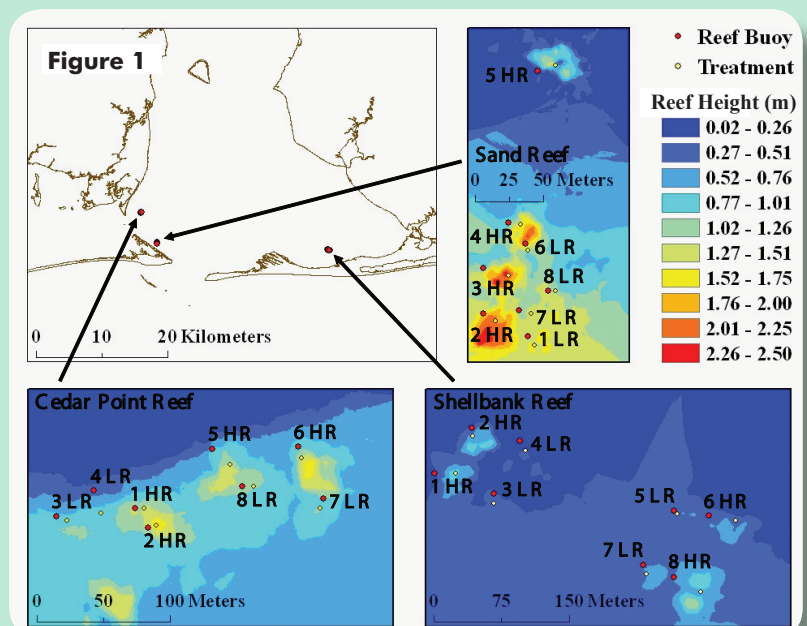 Figure 1
0 10 20 Kilometers
5 HR
Sand Reef
0 25 50 Meters
4 HR
6 LR
3 HR
8 LR
7 LR
2 HR
1 LR
Reef Buoy
Treatment
Reef Height (m)
0.02 - 0.26
0.27 - 0.51
0.52 - 0.76
0.77 - 1.01
1.02 - 1.26
1.27 - 1.51
1.52 - 1.75
1.76 - 2.00
2.01 - 2.25
2.26 - 2.50
Cedar Point Reef
5 HR
6 HR
4 LR
3 LR
1 HR
8 LR
7 LR
2 HR
0 50 100 Meters
Shellbank Reef
2 HR
4 LR
1 HR
3 LR
5 LR
6 HR
7 LR
8 HR
0 75 150 Meters